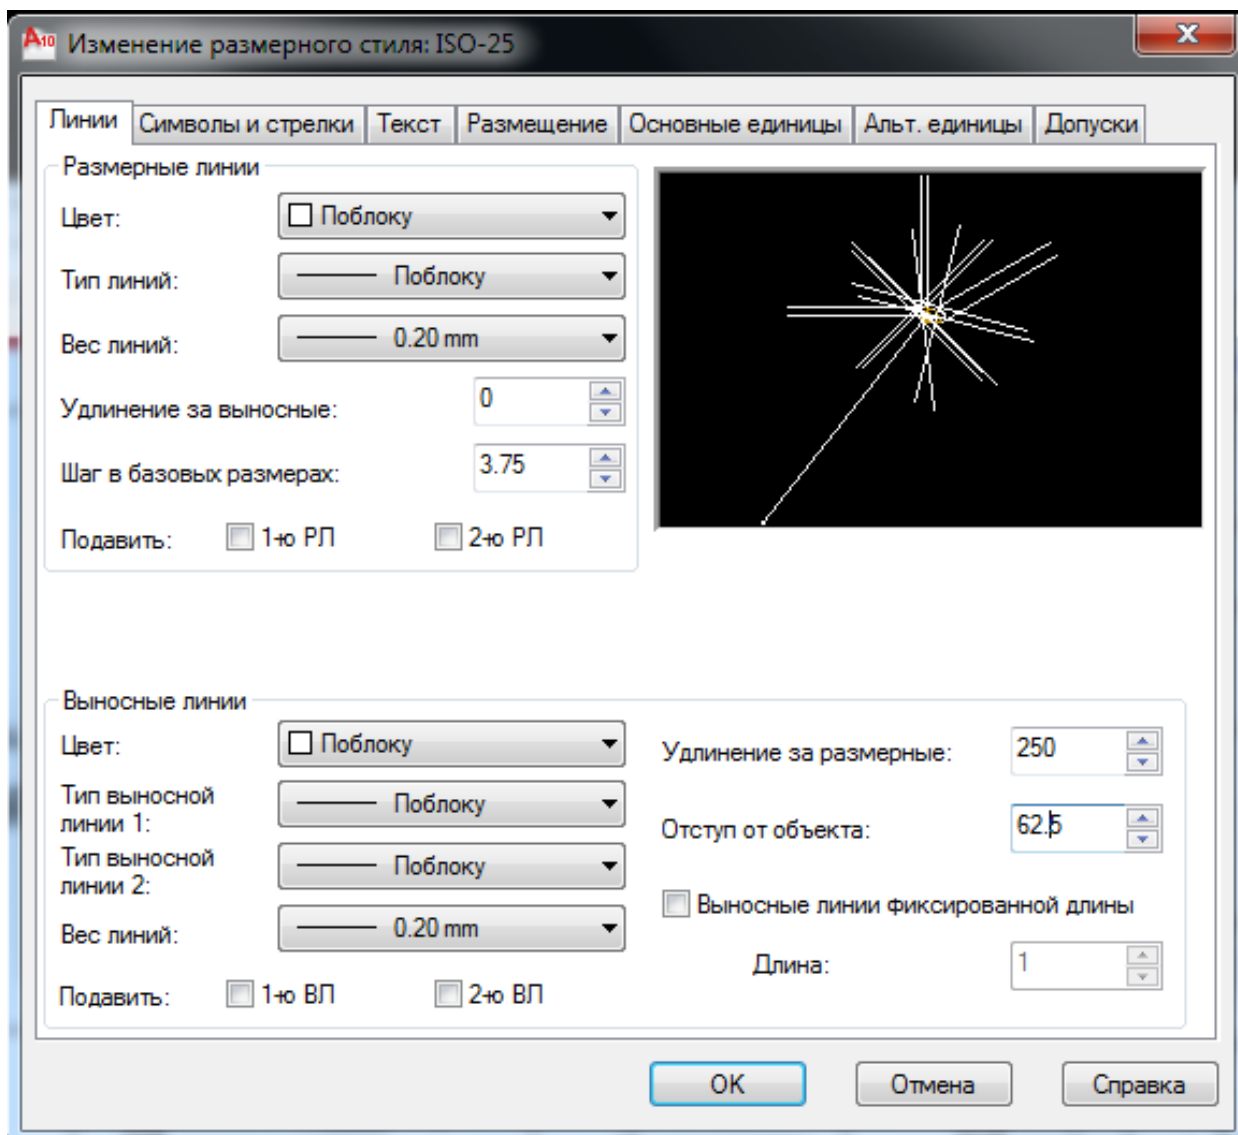 A10 Изменение размерного стиля: ISO-25
X
Линии Символы и стрелки Текст Размещение Основные единицы Альт. единицы Допуски
Размерные линии
Цвет: Поблоку
Тип линий: Поблоку
Вес линий: 0.20 mm
Удлинение за выносные: 0
Шаг в базовых размерах: 3.75
Подавить: 1-ю РЛ 2-ю РЛ
Выносные линии
Цвет: Поблоку
Тип выносной
линии 1: Поблоку
Тип выносной
линии 2: Поблоку
Вес линий: 0.20 mm
Подавить: 1-ю ВЛ 2-ю ВЛ
Удлинение за размерные: 250
Отступ от объекта: 62.5
Выносные линии фиксированной длины
Длина: 1
OK Отмена Справка